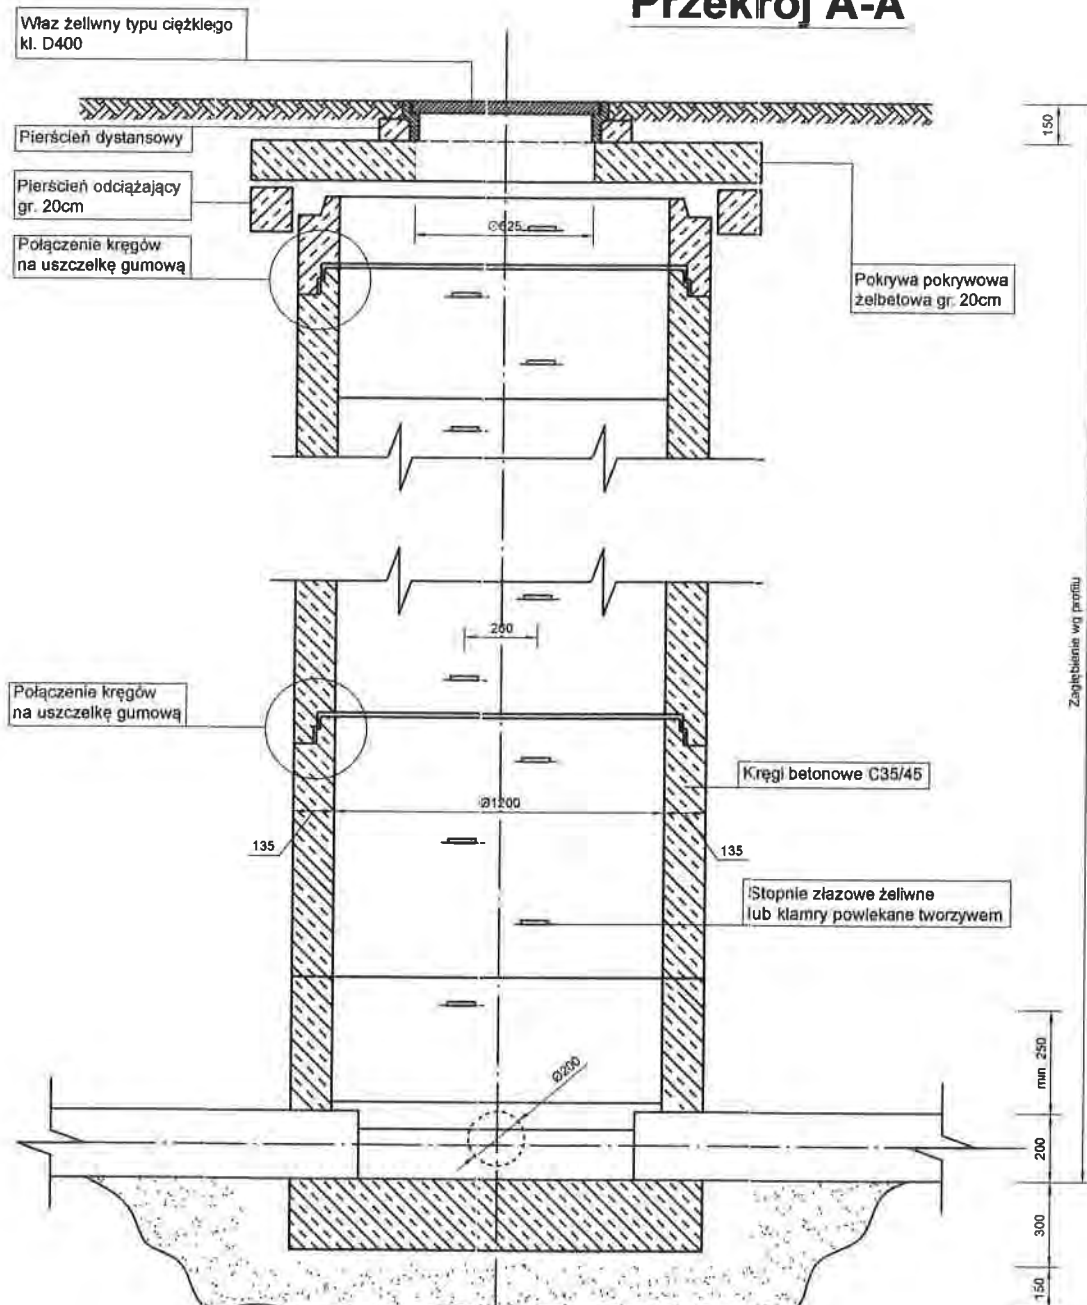 Przekrój A-A
Właz żeliwny typu ciężkiego
kl. D400
Pierścień dystansowy
150
Pierścień odciążający
gr. 20cm
Ø625
Połączenie kręgów
na uszczelkę gumową
Pokrywa pokrywowa
żelbetowa gr. 20cm
Zagłębienie wg profilu
260
Połączenie kręgów
na uszczelkę gumową
Kręgi betonowe C35/45
Ø1200
135
135
Stopnie złazowe żeliwne
lub klamry powlekane tworzywem
min. 250
Ø200
200
300
150